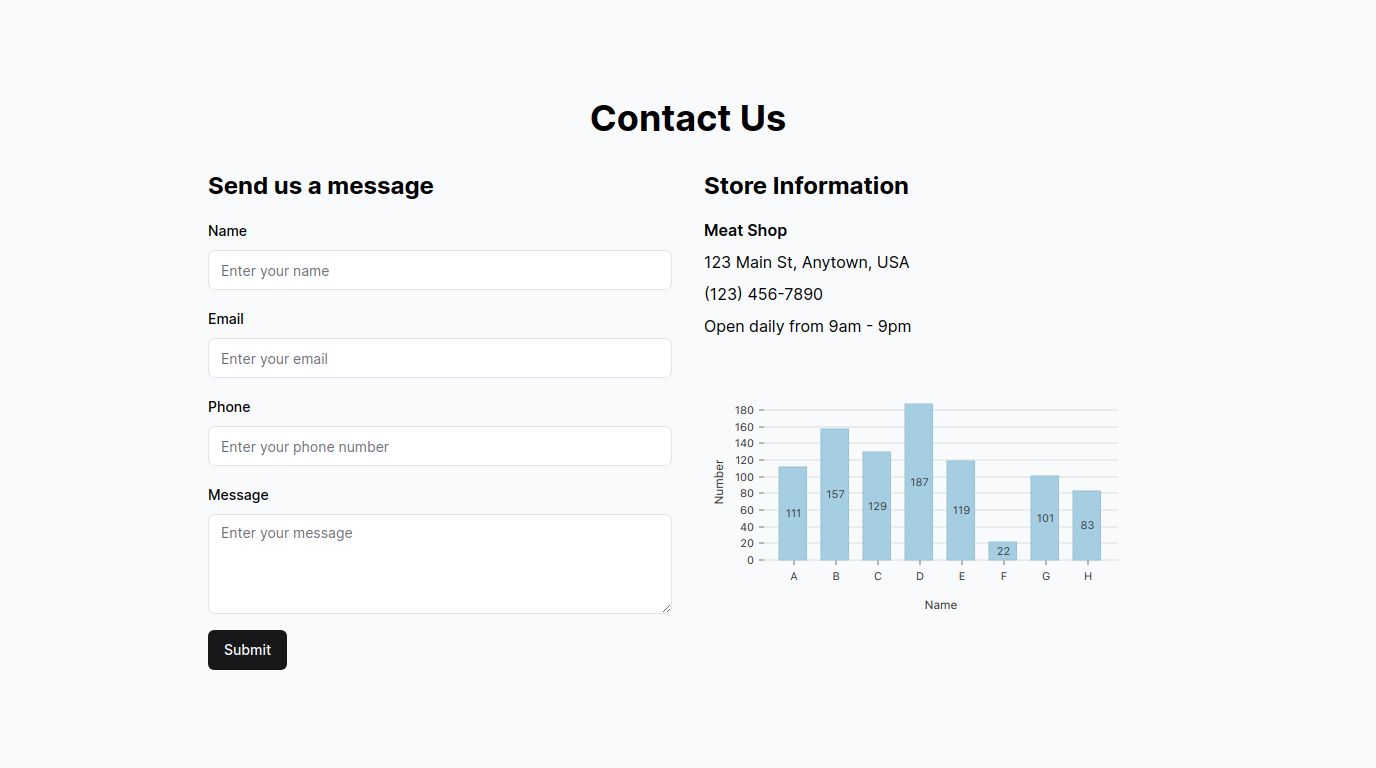 Contact Us
Send us a message
Name
Enter your name
Email
Enter your email
Phone
Enter your phone number
Message
Enter your message
Submit
Store Information
Meat Shop
123 Main St, Anytown, USA
(123) 456-7890
Open daily from 9am - 9pm
Number
180
160
140
120
100
80
60
40
20
0
111 157 129 187 119 22 101 83
A B C D E F G H
Name